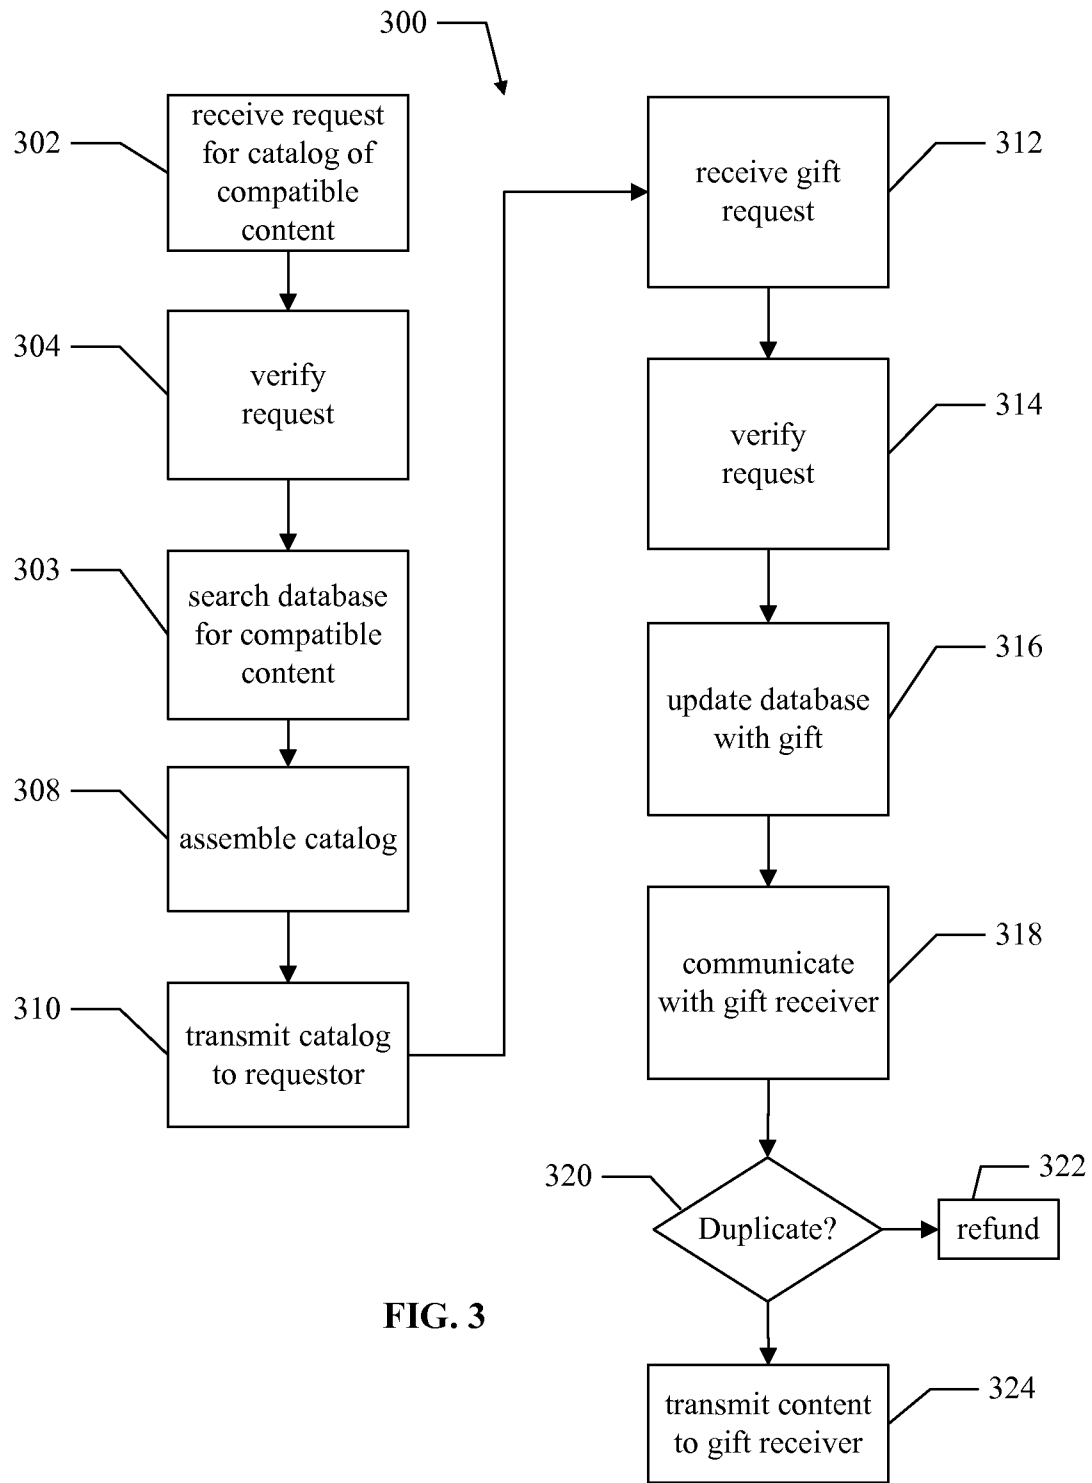 300
302
receive request
for catalog of
compatible
content
304
verify
request
303
search database
for compatible
content
308
assemble catalog
310
transmit catalog
to requestor
312
receive gift
request
314
verify
request
316
update database
with gift
318
communicate
with gift receiver
320
Duplicate?
322
refund
324
transmit content
to gift receiver
FIG. 3